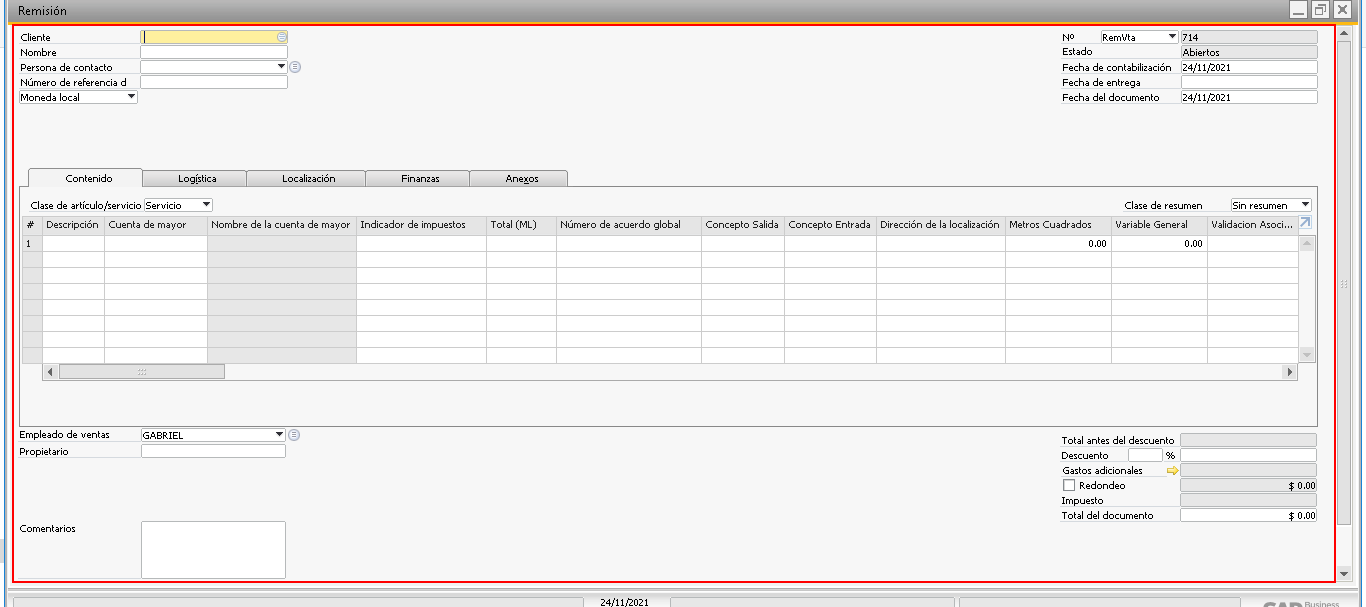 Remisión
Cliente
Nombre
Persona de contacto
Número de referencia d
Moneda local
Nº RemVta 714
Estado Abiertos
Fecha de contabilización 24/11/2021
Fecha de entrega
Fecha del documento 24/11/2021
Contenido Logística Localización Finanzas Anexos
Clase de artículo/servicio Servicio Clase de resumen Sin resumen
# Descripción Cuenta de mayor Nombre de la cuenta de mayor Indicador de impuestos Total (ML) Número de acuerdo global Concepto Salida Concepto Entrada Dirección de la localización Metros Cuadrados Variable General Validacion Asoci...
1 0.00 0.00
Empleado de ventas GABRIEL
Propietario
Comentarios
Total antes del descuento
Descuento %
Gastos adicionales
Redondeo $ 0.00
Impuesto
Total del documento $ 0.00
24/11/2021
Business